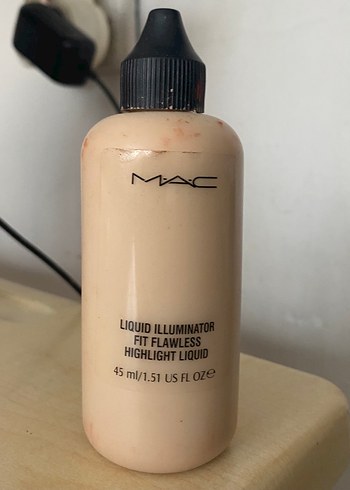 MAC
LIQUID ILLUMINATOR
FIT FLAWLESS
HIGHLIGHT LIQUID
45 ml/1.51 US FL OZ℮